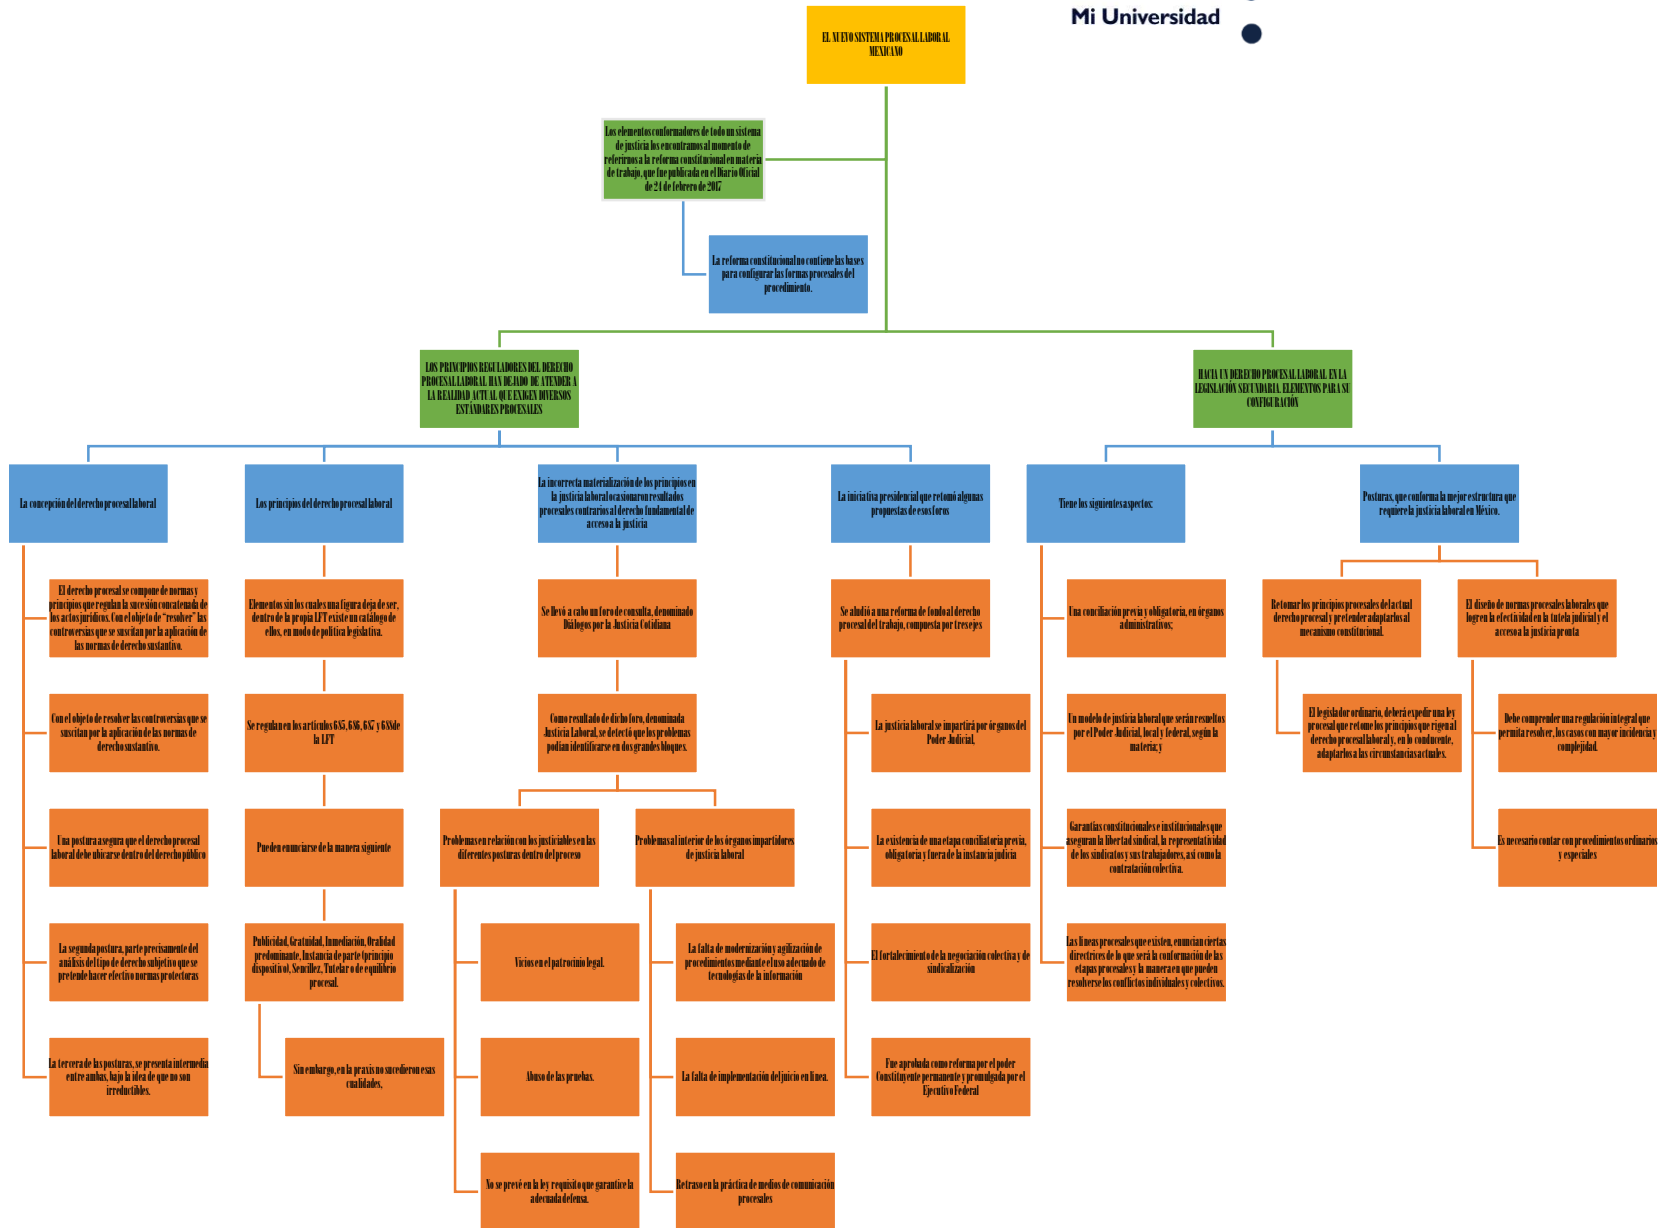 Mi Universidad
EL NUEVO SISTEMA PROCESAL LABORAL
MEXICANO
Los elementos conformadores de todo un sistema
de justicia los encontramos al momento de
referirnos a la reforma constitucional en materia
de trabajo, que fue publicada en el Diario Oficial
de 24 de febrero de 2017
La reforma constitucional no contiene las bases
para configurar las formas procesales del
procedimiento.
LOS PRINCIPIOS REGULADORES DEL DERECHO
PROCESAL LABORAL HAN DEJADO DE ATENDER A
LA REALIDAD ACTUAL QUE EXIGEN DIVERSOS
ESTÁNDARES PROCESALES
HACIA UN DERECHO PROCESAL LABORAL EN LA
LEGISLACIÓN SECUNDARIA. ELEMENTOS PARA SU
CONFIGURACIÓN
La concepción del derecho procesal laboral
Los principios del derecho procesal laboral
La incorrecta materialización de los principios en
la justicia laboral ocasionaron resultados
procesales contrarios al derecho fundamental de
acceso a la justicia
La iniciativa presidencial que retomó algunas
propuestas de esos foros
Tiene los siguientes aspectos:
Posturas, que conforma la mejor estructura que
requiere la justicia laboral en México.
El derecho procesal se compone de normas y
principios que regulan la sucesión concatenada de
los actos jurídicos. Con el objeto de "resolver" las
controversias que se suscitan por la aplicación de
las normas de derecho sustantivo.
Con el objeto de resolver las controversias que se
suscitan por la aplicación de las normas de
derecho sustantivo.
Una postura asegura que el derecho procesal
laboral debe ubicarse dentro del derecho público
La segunda postura, parte precisamente del
análisis del tipo de derecho subjetivo que se
pretende hacer efectivo normas protectoras
La tercera de las posturas, se presenta intermedia
entre ambas, bajo la idea de que no son
irreductibles.
Elementos sin los cuales una figura deja de ser,
dentro de la propia LFT existe un catálogo de
ellos, en modo de política legislativa.
Se regulan en los artículos 685, 686, 687 y 688de
la LFT
Pueden enunciarse de la manera siguiente
Publicidad, Gratuidad, Inmediación, Oralidad
predominante, Instancia de parte (principio
dispositivo), Sencillez, Tutelar o de equilibrio
procesal.
Sin embargo, en la praxis no sucedieron esas
cualidades,
Se llevó a cabo un foro de consulta, denominado
Diálogos por la Justicia Cotidiana
Como resultado de dicho foro, denominada
Justicia Laboral, se detectó que los problemas
podían identificarse en dos grandes bloques.
Problemas en relación con los justiciables en las
diferentes posturas dentro del proceso
Vicios en el patrocinio legal.
Abuso de las pruebas.
No se prevé en la ley requisito que garantice la
adecuada defensa.
Problemas al interior de los órganos impartidores
de justicia laboral
La falta de modernización y agilización de
procedimientos mediante el uso adecuado de
tecnologías de la información
La falta de implementación del juicio en línea.
Retraso en la práctica de medios de comunicación
procesales
Se aludió a una reforma de fondo al derecho
procesal del trabajo, compuesta por tres ejes
La justicia laboral se impartirá por órganos del
Poder Judicial,
La existencia de una etapa conciliatoria previa,
obligatoria y fuera de la instancia judicia
El fortalecimiento de la negociación colectiva y de
sindicalización
Fue aprobada como reforma por el poder
Constituyente permanente y promulgada por el
Ejecutivo Federal
Una conciliación previa y obligatoria, en órganos
administrativos;
Un modelo de justicia laboral que serán resueltos
por el Poder Judicial, local y federal, según la
materia; y
Garantías constitucionales e institucionales que
aseguran la libertad sindical, la representatividad
de los sindicatos y sus trabajadores, así como la
contratación colectiva.
Las líneas procesales que existen, enuncian ciertas
directrices de lo que será la conformación de las
etapas procesales y la manera en que pueden
resolverse los conflictos individuales y colectivos.
Retomar los principios procesales del actual
derecho procesal y pretender adaptarlos al
mecanismo constitucional.
El legislador ordinario, deberá expedir una ley
procesal que retome los principios que rigen al
derecho procesal laboral y, en lo conducente,
adaptarlos a las circunstancias actuales.
El diseño de normas procesales laborales que
logren la efectividad en la tutela judicial y el
acceso a la justicia pronta
Debe comprender una regulación integral que
permita resolver, los casos con mayor incidencia y
complejidad.
Es necesario contar con procedimientos ordinarios
y especiales